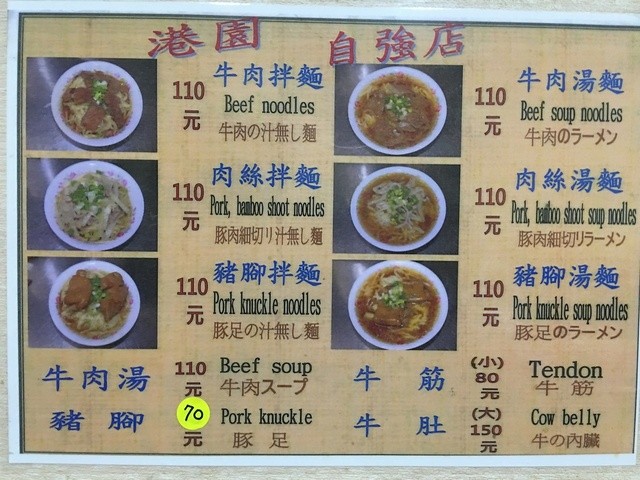 港園 自強店
110元 牛肉拌麵
Beef noodles
牛肉の汁無し麺
110元 牛肉湯麵
Beef soup noodles
牛肉のラーメン
110元 肉絲拌麵
Pork, bamboo shoot noodles
豚肉細切り汁無し麺
110元 肉絲湯麵
Pork, bamboo shoot soup noodles
豚肉細切りラーメン
110元 豬腳拌麵
Pork knuckle noodles
豚足の汁無し麺
110元 豬腳湯麵
Pork knuckle soup noodles
豚足のラーメン
牛肉湯 110元 Beef soup
牛肉スープ
豬腳 70元 Pork knuckle
豚足
牛筋 (小)80元 Tendon
牛筋
牛肚 (大)150元 Cow belly
牛の內臟